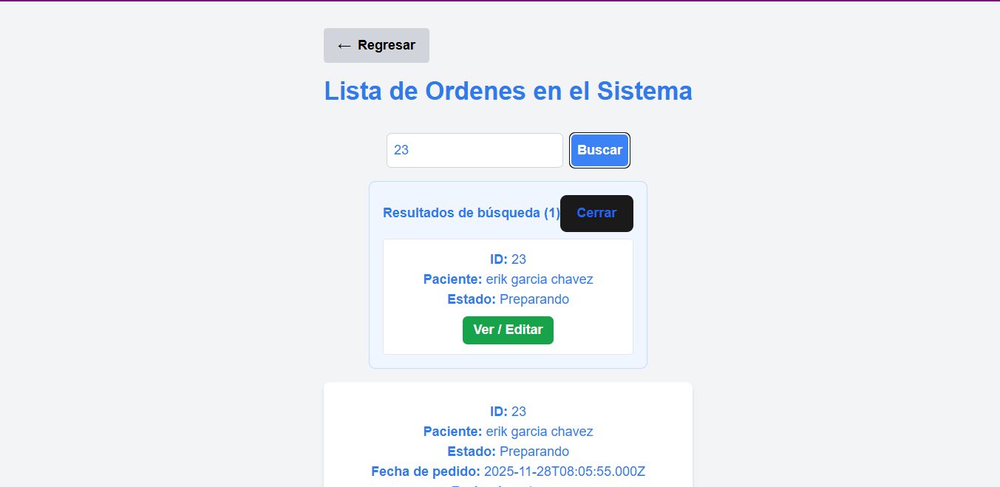 ← Regresar
Lista de Ordenes en el Sistema
23 Buscar
Resultados de búsqueda (1) Cerrar
ID: 23
Paciente: erik garcia chavez
Estado: Preparando
Ver / Editar
ID: 23
Paciente: erik garcia chavez
Estado: Preparando
Fecha de pedido: 2025-11-28T08:05:55.000Z